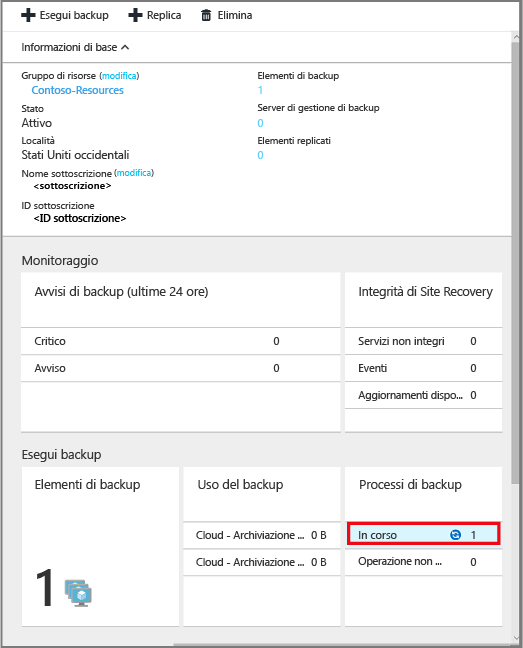 Esegui backup Replica Elimina
Informazioni di base
Gruppo di risorse (modifica)
Contoso-Resources
Stato
Attivo
Località
Stati Uniti occidentali
Nome sottoscrizione (modifica)
<sottoscrizione>
ID sottoscrizione
<ID sottoscrizione>
Elementi di backup
1
Server di gestione di backup
0
Elementi replicati
0
Monitoraggio
Avvisi di backup (ultime 24 ore)
Critico 0
Avviso 0
Integrità di Site Recovery
Servizi non integri 0
Eventi 0
Aggiornamenti dispo... 0
Esegui backup
Elementi di backup
1
Uso del backup
Cloud - Archiviazione ... 0 B
Cloud - Archiviazione ... 0 B
Processi di backup
In corso 1
Operazione non ... 0